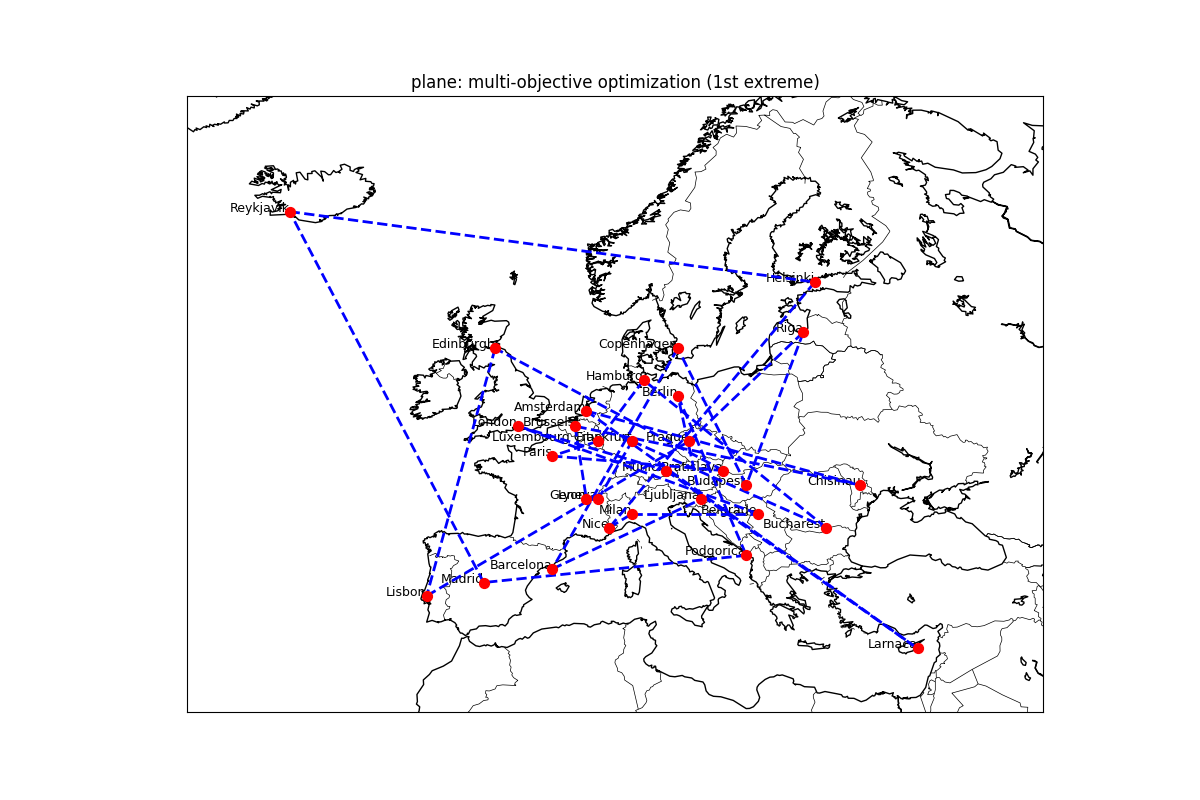 plane: multi-objective optimization (1st extreme)
Reykjavik
Helsinki
Riga
Edinburgh
Copenhagen
Hamburg
Berlin
Amsterdam
London
Brussels
Luxembourg
Frankfurt
Prague
Paris
Munich
Bratislava
Budapest
Chisinau
Geneva
Lyon
Ljubljana
Milan
Belgrade
Nice
Bucharest
Podgorica
Barcelona
Madrid
Lisbon
Larnaca